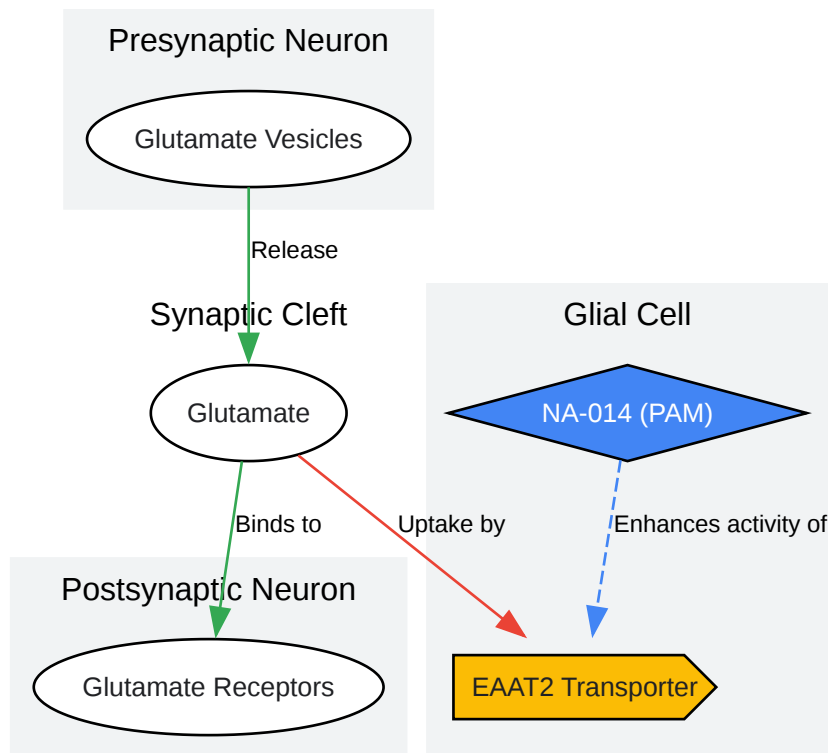 Presynaptic Neuron
Glutamate Vesicles
Release
Synaptic Cleft
Glial Cell
Glutamate
NA-014 (PAM)
Binds to
Uptake by
Enhances activity of
Postsynaptic Neuron
Glutamate Receptors
EAAT2 Transporter